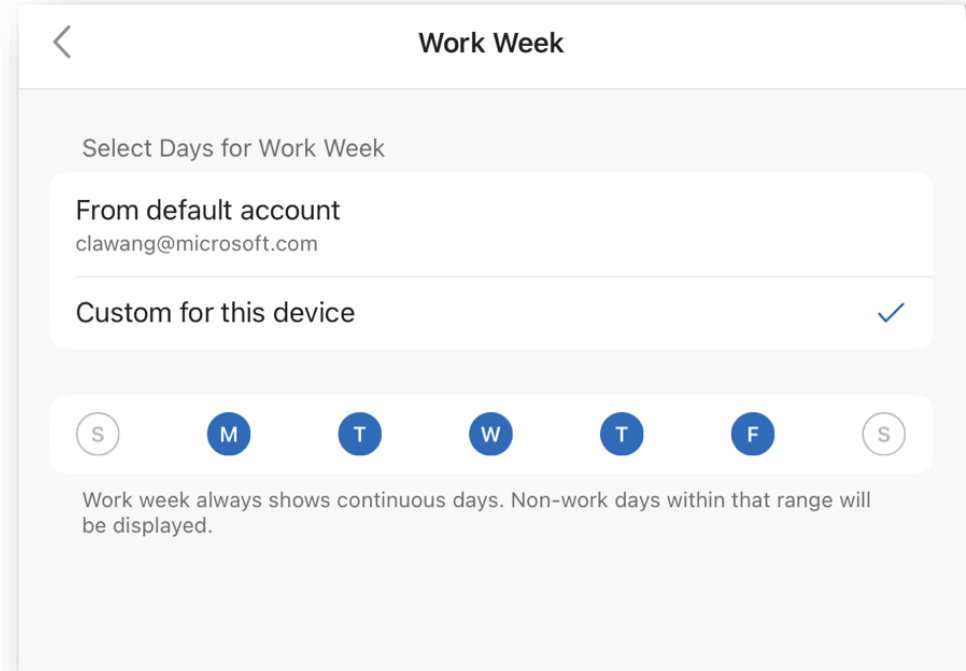 Work Week
Select Days for Work Week
From default account
clawang@microsoft.com
Custom for this device
S M T W T F S
Work week always shows continuous days. Non-work days within that range will
be displayed.